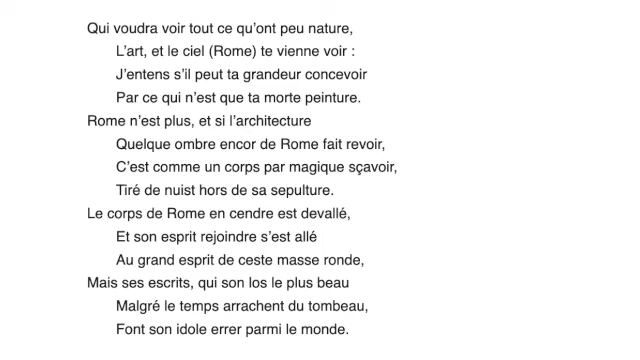 Qui voudra voir tout ce qu’ont peu nature,
L’art, et le ciel (Rome) te vienne voir :
J’entens s’il peut ta grandeur concevoir
Par ce qui n’est que ta morte peinture.
Rome n’est plus, et si l’architecture
Quelque ombre encor de Rome fait revoir,
C’est comme un corps par magique sçavoir,
Tiré de nuist hors de sa sepulture.
Le corps de Rome en cendre est devallé,
Et son esprit rejoindre s’est allé
Au grand esprit de ceste masse ronde,
Mais ses escrits, qui son los le plus beau
Malgré le temps arrachent du tombeau,
Font son idole errer parmi le monde.